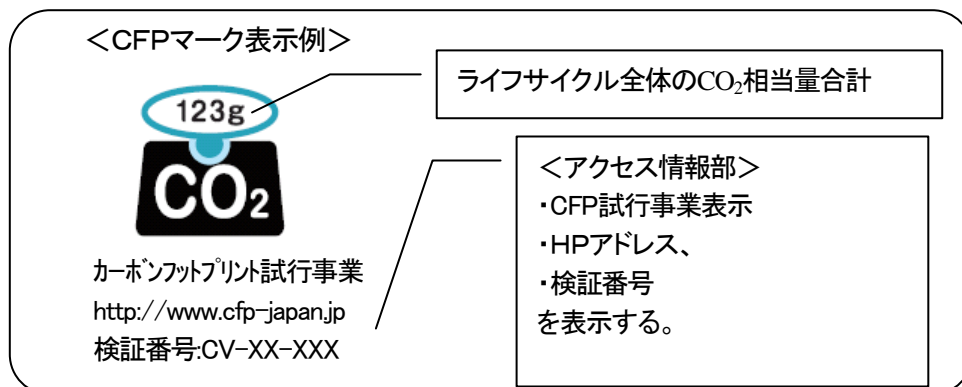 ＜CFPマーク表示例＞
123g
CO2
カーボンフットプリント試行事業
http://www.cfp-japan.jp
検証番号:CV-XX-XXX
ライフサイクル全体のCO₂相当量合計
＜アクセス情報部＞
・CFP試行事業表示
・HPアドレス、
・検証番号
を表示する。